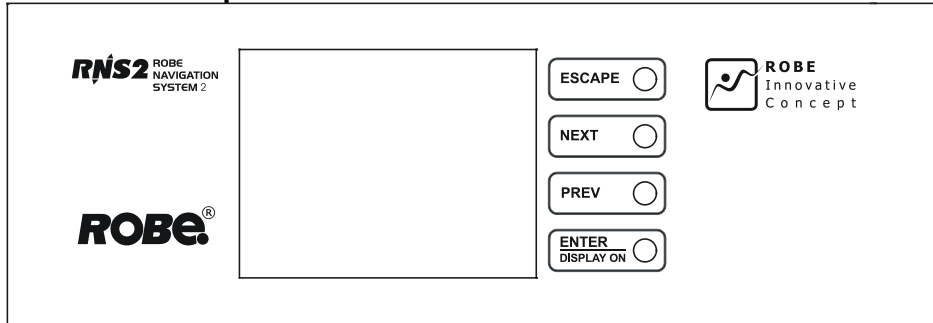 RNS2 ROBE
NAVIGATION
SYSTEM 2
ROBE®
ESCAPE
NEXT
PREV
ENTER
DISPLAY ON
ROBE
Innovative
Concept